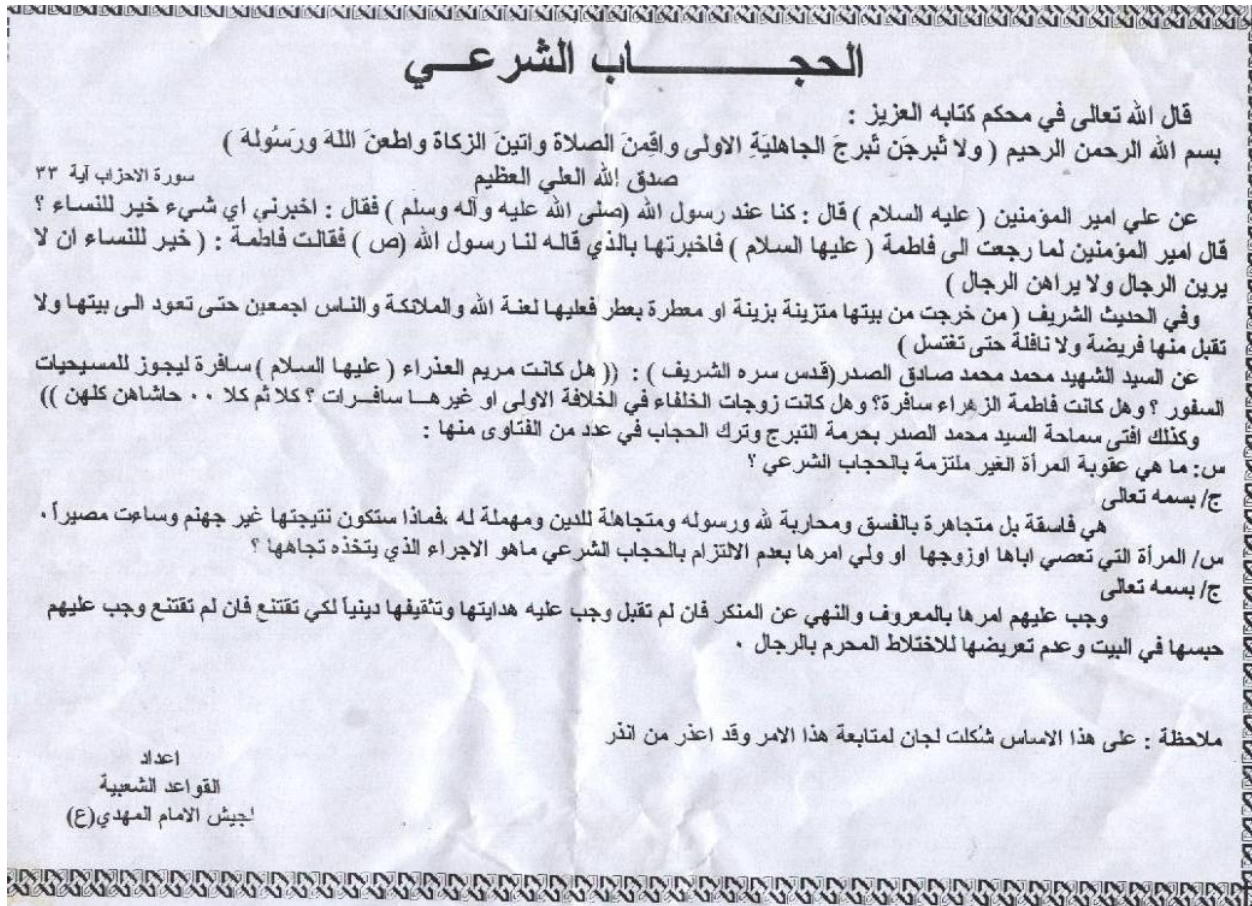 الحجـــــــــــاب الشرعــي
قال الله تعالى في محكم كتابه العزيز :
بسم الله الرحمن الرحيم ( ولا تَبرجَن تَبرجَ الجاهليَةِ الاولى واقِمنَ الصلاة واتينَ الزكاة واطعنَ اللهَ ورَسُولهَ )
صدق الله العلي العظيم سورة الاحزاب آية ٣٣
عن علي امير المؤمنين ( عليه السلام ) قال : كنا عند رسول الله (صلى الله عليه وآله وسلم ) فقال : اخبرني اي شيء خير للنساء ؟
قال امير المؤمنين لما رجعت الى فاطمة ( عليها السلام ) فاخبرتها بالذي قاله لنا رسول الله (ص ) فقالت فاطمة : ( خير للنساء ان لا
يرين الرجال ولا يراهن الرجال )
وفي الحديث الشريف ( من خرجت من بيتها متزينة بزينة او معطرة بعطر فعليها لعنة الله والملائكة والناس اجمعين حتى تعود الى بيتها ولا
تقبل منها فريضة ولا نافلة حتى تغتسل )
عن السيد الشهيد محمد محمد صادق الصدر(قدس سره الشريف ) : (( هل كانت مريم العذراء ( عليها السلام ) سافرة ليجوز للمسيحيات
السفور ؟ وهل كانت فاطمة الزهراء سافرة؟ وهل كانت زوجات الخلفاء في الخلافة الاولى او غيرهــا سافــرات ؟ كلا ثم كلا ٠٠ حاشاهن كلهن ))
وكذلك افتى سماحة السيد محمد الصدر بحرمة التبرج وترك الحجاب في عدد من الفتاوى منها :
س: ما هي عقوبة المرأة الغير ملتزمة بالحجاب الشرعي ؟
ج/ بسمه تعالى
هي فاسقة بل متجاهرة بالفسق ومحاربة لله ورسوله ومتجاهلة للدين ومهملة له ،فماذا ستكون نتيجتها غير جهنم وساءت مصيراً ٠
س/ المرأة التي تعصي اباها اوزوجها او ولي امرها بعدم الالتزام بالحجاب الشرعي ماهو الاجراء الذي يتخذه تجاهها ؟
ج/ بسمه تعالى
وجب عليهم امرها بالمعروف والنهي عن المنكر فان لم تقبل وجب عليه هدايتها وتثقيفها دينياً لكي تقتنع فان لم تقتنع وجب عليهم
حبسها في البيت وعدم تعريضها للاختلاط المحرم بالرجال ٠
ملاحظة : على هذا الاساس شُكلت لجان لمتابعة هذا الامر وقد اعذر من انذر
اعداد
القواعد الشعبية
لجيش الامام المهدي(ع)